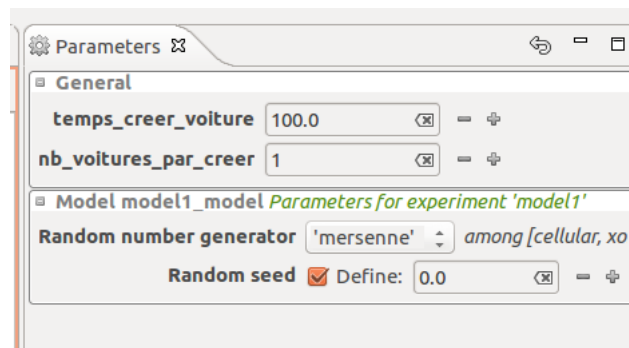 Parameters
General
temps_creer_voiture 100.0
nb_voitures_par_creer 1
Model model1_model Parameters for experiment 'model1'
Random number generator 'mersenne' among [cellular, xo
Random seed Define: 0.0